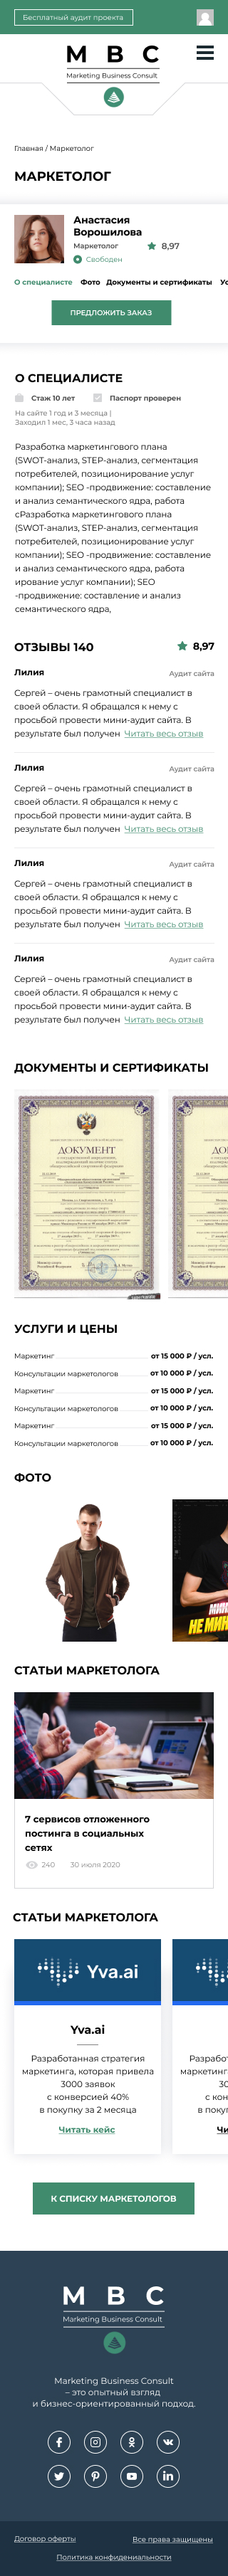 Бесплатный аудит проекта
M B C
Marketing Business Consult
Главная / Маркетолог
МАРКЕТОЛОГ
Анастасия
Ворошилова
Маркетолог 8,97
Свободен
О специалисте Фото Документы и сертификаты Ус
ПРЕДЛОЖИТЬ ЗАКАЗ
О СПЕЦИАЛИСТЕ
Стаж 10 лет Паспорт проверен
На сайте 1 год и 3 месяца |
Заходил 1 мес, 3 часа назад
Разработка маркетингового плана
(SWOT-анализ, STEP-анализ, сегментация
потребителей, позиционирование услуг
компании); SEO -продвижение: составление
и анализ семантического ядра, работа
сРазработка маркетингового плана
(SWOT-анализ, STEP-анализ, сегментация
потребителей, позиционирование услуг
компании); SEO -продвижение: составление
и анализ семантического ядра, работа
ирование услуг компании); SEO
-продвижение: составление и анализ
семантического ядра,
ОТЗЫВЫ 140 8,97
Лилия Аудит сайта
Сергей – очень грамотный специалист в
своей области. Я обращался к нему с
просьбой провести мини-аудит сайта. В
результате был получен Читать весь отзыв
Лилия Аудит сайта
Сергей – очень грамотный специалист в
своей области. Я обращался к нему с
просьбой провести мини-аудит сайта. В
результате был получен Читать весь отзыв
Лилия Аудит сайта
Сергей – очень грамотный специалист в
своей области. Я обращался к нему с
просьбой провести мини-аудит сайта. В
результате был получен Читать весь отзыв
Лилия Аудит сайта
Сергей – очень грамотный специалист в
своей области. Я обращался к нему с
просьбой провести мини-аудит сайта. В
результате был получен Читать весь отзыв
ДОКУМЕНТЫ И СЕРТИФИКАТЫ
ДОКУМЕНТ
УСЛУГИ И ЦЕНЫ
Маркетинг от 15 000 ₽ / усл.
Консультации маркетологов от 10 000 ₽ / усл.
Маркетинг от 15 000 ₽ / усл.
Консультации маркетологов от 10 000 ₽ / усл.
Маркетинг от 15 000 ₽ / усл.
Консультации маркетологов от 10 000 ₽ / усл.
ФОТО
НЕ МИН
СТАТЬИ МАРКЕТОЛОГА
7 сервисов отложенного
постинга в социальных
сетях
240 30 июля 2020
СТАТЬИ МАРКЕТОЛОГА
Yva.ai
Yva.ai
Разработанная стратегия Разработ
маркетинга, которая привела маркетинга
3000 заявок 30
с конверсией 40% с кон
в покупку за 2 месяца в покуп
Читать кейс Чи
К СПИСКУ МАРКЕТОЛОГОВ
M B C
Marketing Business Consult
Marketing Business Consult
– это опытный взгляд
и бизнес-ориентированный подход.
Договор оферты Все права защищены
Политика конфидениальности